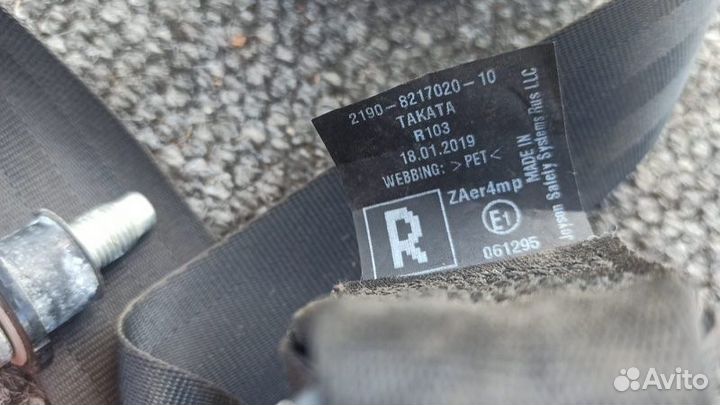 2190-8217020-10
TAKATA
R103
18.01.2019
WEBBING: >PET<
ZAer4mp
R
E1
061295
MADE IN
Joyson Safety Systems Rus LLC
Avito